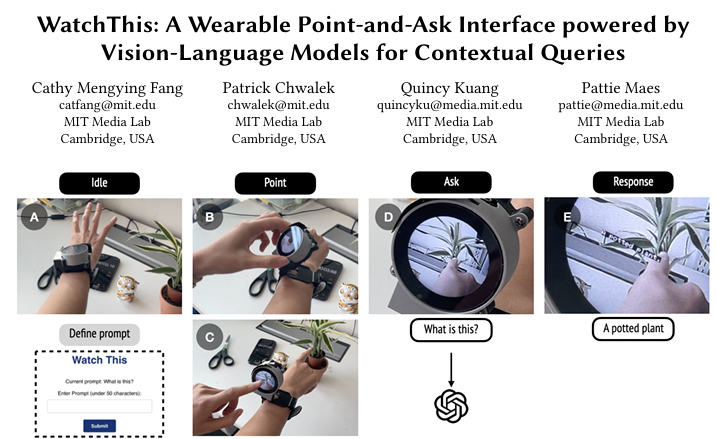 WatchThis: A Wearable Point-and-Ask Interface powered by
Vision-Language Models for Contextual Queries
Cathy Mengying Fang
catfang@mit.edu
MIT Media Lab
Cambridge, USA
Patrick Chwalek
chwalek@mit.edu
MIT Media Lab
Cambridge, USA
Quincy Kuang
quincyku@media.mit.edu
MIT Media Lab
Cambridge, USA
Pattie Maes
pattie@media.mit.edu
MIT Media Lab
Cambridge, USA
Idle
Point
Ask
Response
A
B
D
E
Potted plant
Define prompt
What is this?
A potted plant
Watch This
Current prompt: What is this?
Enter Prompt (under 50 characters):
Submit
C